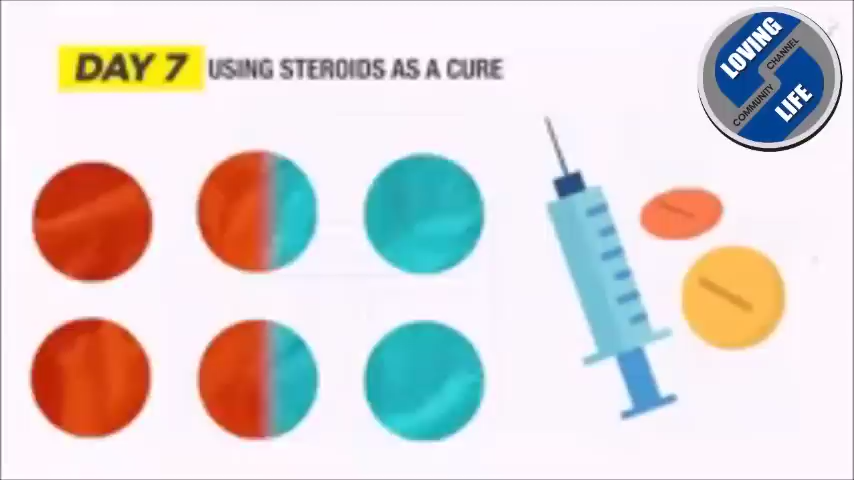 DAY 7 USING STEROIDS AS A CURE
LOVING
CHANNEL
COMMUNITY
LIFE